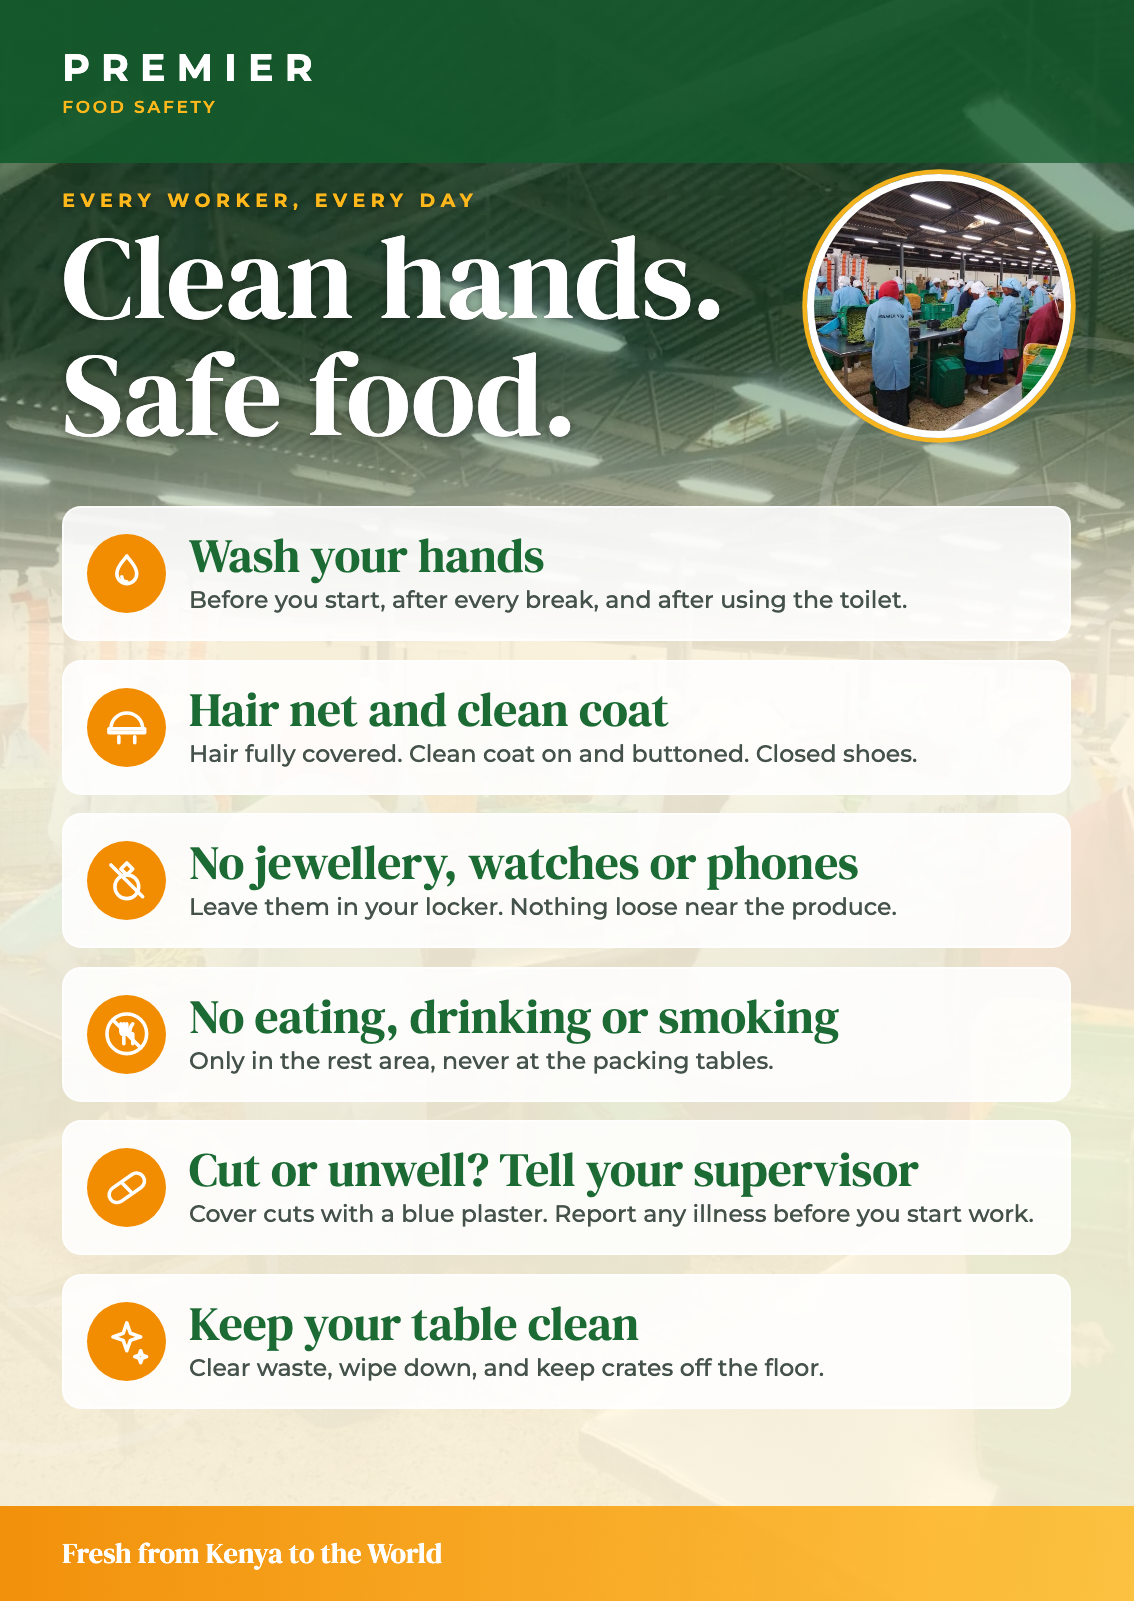 PREMIER
FOOD SAFETY
EVERY WORKER, EVERY DAY
Clean hands.
Safe food.
Wash your hands
Before you start, after every break, and after using the toilet.
Hair net and clean coat
Hair fully covered. Clean coat on and buttoned. Closed shoes.
No jewellery, watches or phones
Leave them in your locker. Nothing loose near the produce.
No eating, drinking or smoking
Only in the rest area, never at the packing tables.
Cut or unwell? Tell your supervisor
Cover cuts with a blue plaster. Report any illness before you start work.
Keep your table clean
Clear waste, wipe down, and keep crates off the floor.
Fresh from Kenya to the World